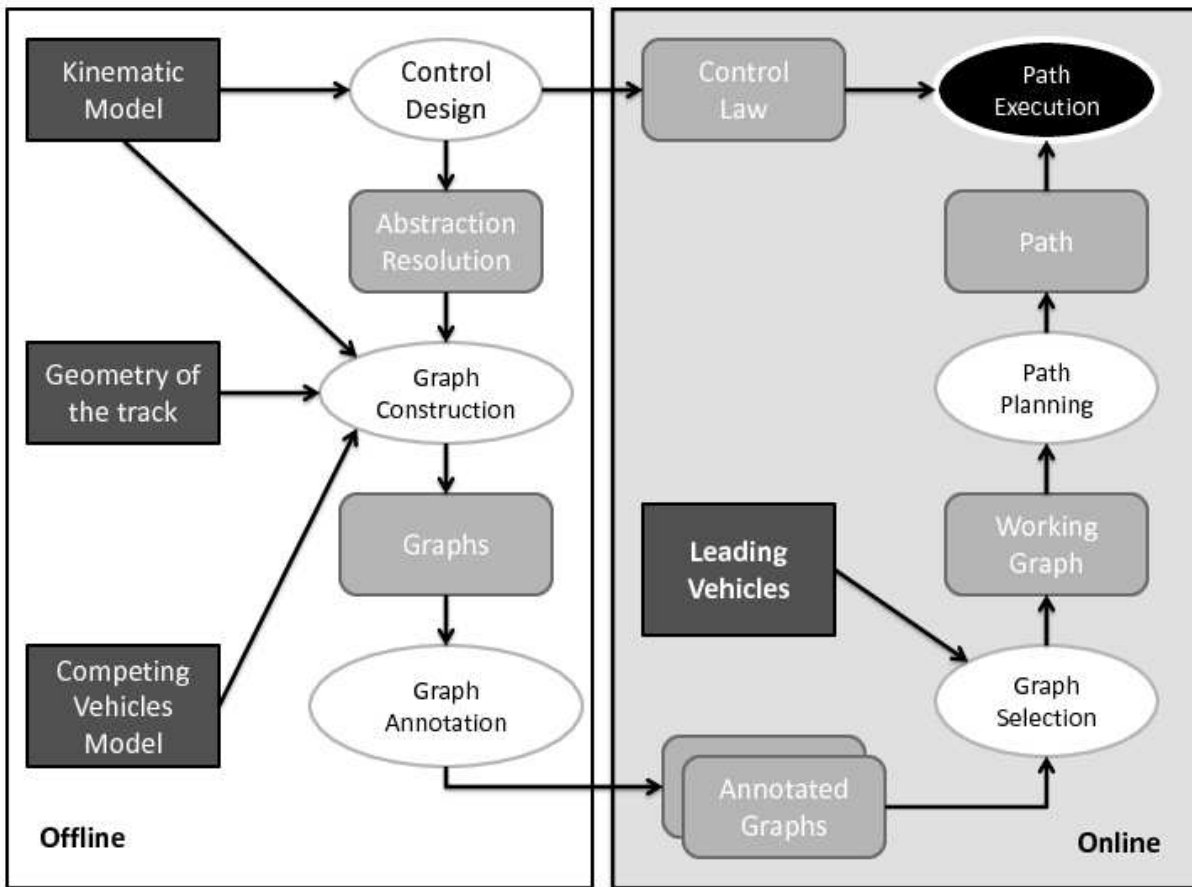 Kinematic
Model
Control
Design
Control
Law
Path
Execution
Abstraction
Resolution
Path
Geometry of
the track
Graph
Construction
Path
Planning
Graphs
Leading
Vehicles
Working
Graph
Competing
Vehicles
Model
Graph
Annotation
Graph
Selection
Annotated
Graphs
Offline
Online